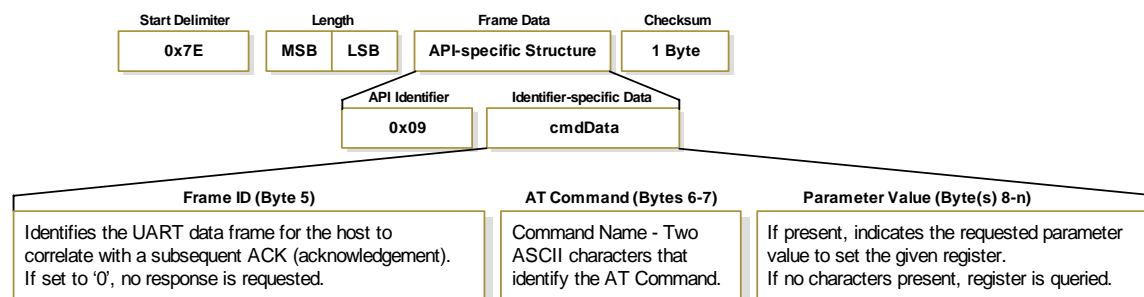 Start Delimiter
Length
Frame Data
Checksum
0x7E
MSB
LSB
API-specific Structure
1 Byte
API Identifier
Identifier-specific Data
0x09
cmdData
Frame ID (Byte 5)
Identifies the UART data frame for the host to
correlate with a subsequent ACK (acknowledgement).
If set to ‘0’, no response is requested.
AT Command (Bytes 6-7)
Command Name - Two
ASCII characters that
identify the AT Command.
Parameter Value (Byte(s) 8-n)
If present, indicates the requested parameter
value to set the given register.
If no characters present, register is queried.